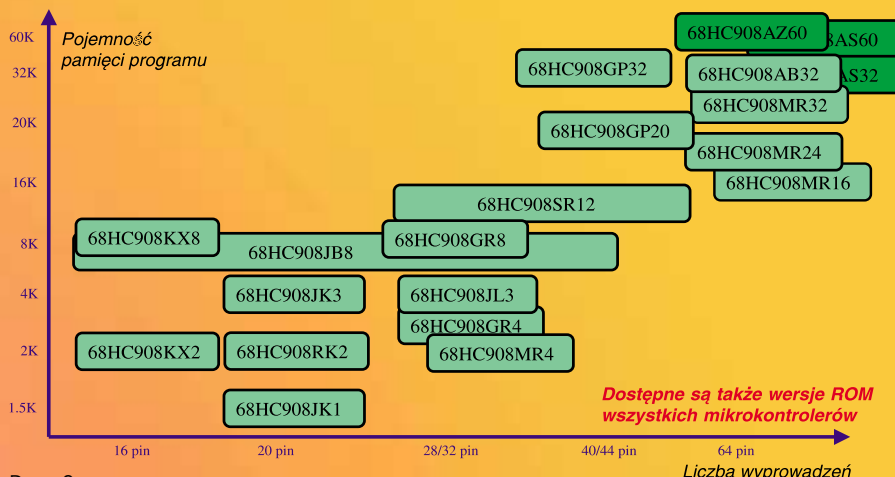 60K
Pojemność
pamięci programu
68HC908AZ60
AS60
32K
68HC908GP32
68HC908AB32
AS32
68HC908MR32
20K
68HC908GP20
68HC908MR24
16K
68HC908MR16
68HC908SR12
8K
68HC908KX8
68HC908JB8
68HC908GR8
4K
68HC908JK3
68HC908JL3
68HC908GR4
2K
68HC908KX2
68HC908RK2
68HC908MR4
1.5K
68HC908JK1
Dostępne są także wersje ROM
wszystkich mikrokontrolerów
16 pin
20 pin
28/32 pin
40/44 pin
64 pin
Liczba wyprowadzeń